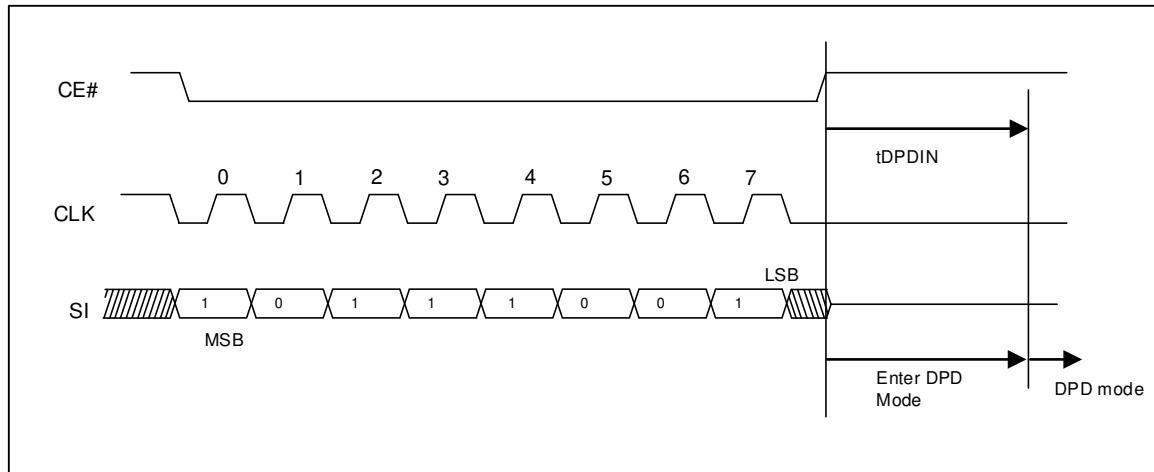 CE#
tDPDIN
0 1 2 3 4 5 6 7
CLK
LSB
SI 1 0 1 1 1 0 0 1
MSB
Enter DPD
Mode
DPD mode